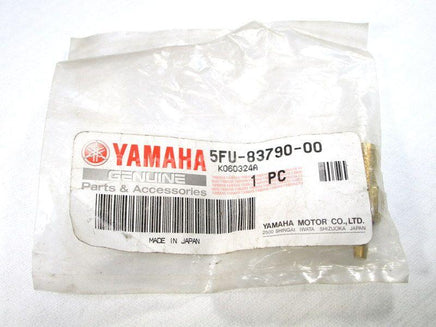 YAMAHA 5FU-83790-00
K060324A
GENUINE 1 PC
Parts & Accessories
YAMAHA MOTOR CO., LTD.
2500 SHINGAI IWATA SHIZUOKA JAPAN
MADE IN JAPAN